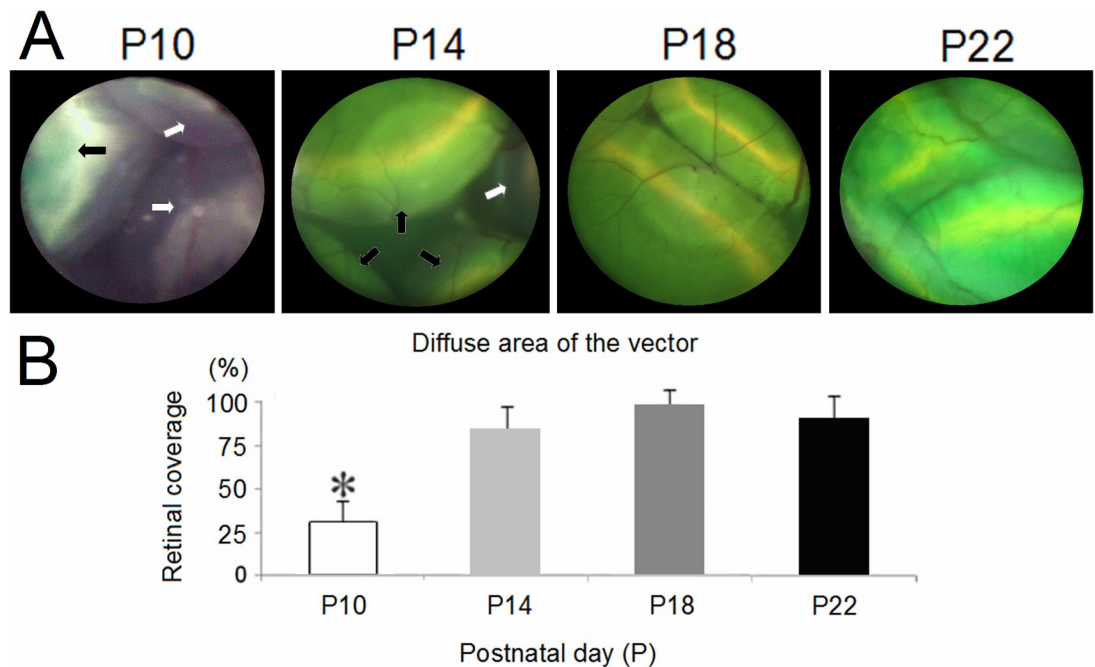 A
P10 P14 P18 P22
B
Diffuse area of the vector
(%)
Retinal coverage
100
75
50
25
0
*
P10 P14 P18 P22
Postnatal day (P)